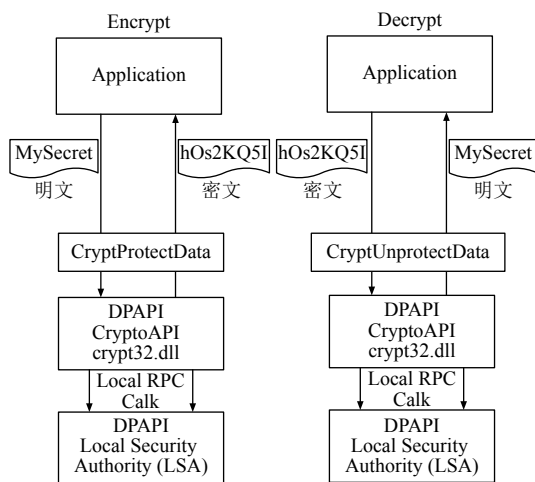 Encrypt
Application
MySecret
明文
hOs2KQ5I
密文
CryptProtectData
DPAPI
CryptoAPI
crypt32.dll
Local RPC
Calk
DPAPI
Local Security
Authority (LSA)
Decrypt
Application
hOs2KQ5I
密文
MySecret
明文
CryptUnprotectData
DPAPI
CryptoAPI
crypt32.dll
Local RPC
Calk
DPAPI
Local Security
Authority (LSA)